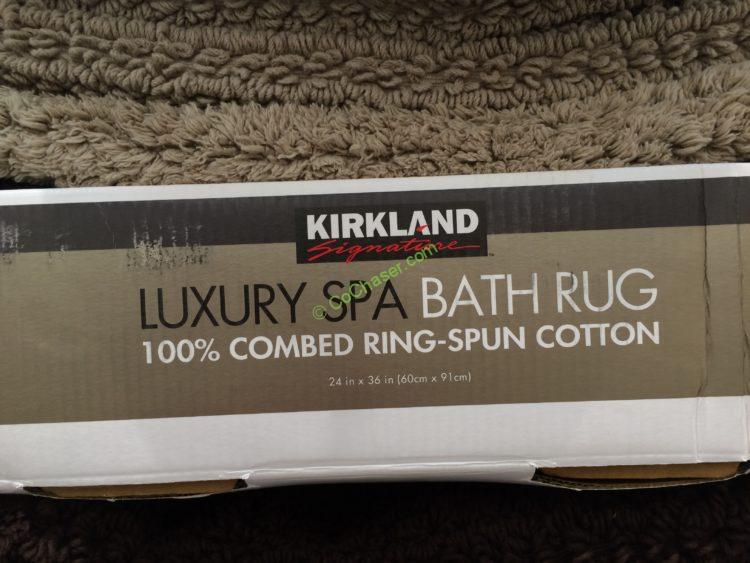 KIRKLAND
Signature
LUXURY SPA BATH RUG
100% COMBED RING-SPUN COTTON
24 in x 36 in (60cm x 91cm)
© CoChaser.com